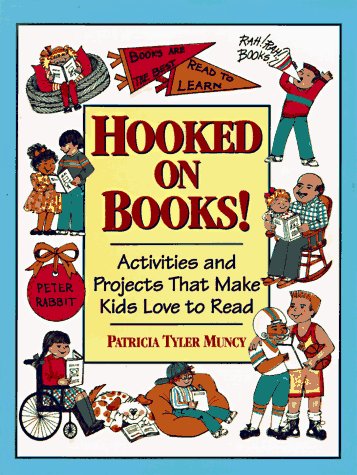 BOOKS ARE
THE BEST
READ TO
LEARN
RAH! RAH!
BOOKS
HOOKED
ON
BOOKS!
Activities and
Projects That Make
Kids Love to Read
PATRICIA TYLER MUNCY
PETER
RABBIT